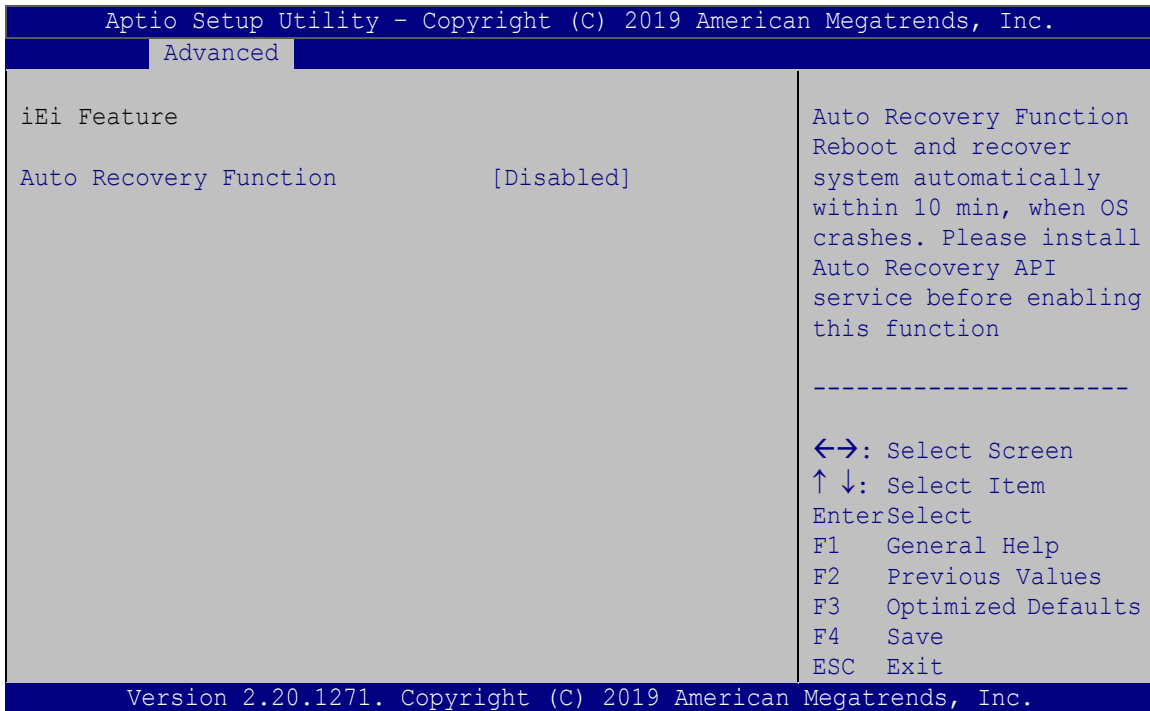 Aptio Setup Utility – Copyright (C) 2019 American Megatrends, Inc.
Advanced
iEi Feature
Auto Recovery Function [Disabled]
Auto Recovery Function
Reboot and recover
system automatically
within 10 min, when OS
crashes. Please install
Auto Recovery API
service before enabling
this function
----------------------
←→: Select Screen
↑ ↓: Select Item
EnterSelect
F1 General Help
F2 Previous Values
F3 Optimized Defaults
F4 Save
ESC Exit
Version 2.20.1271. Copyright (C) 2019 American Megatrends, Inc.